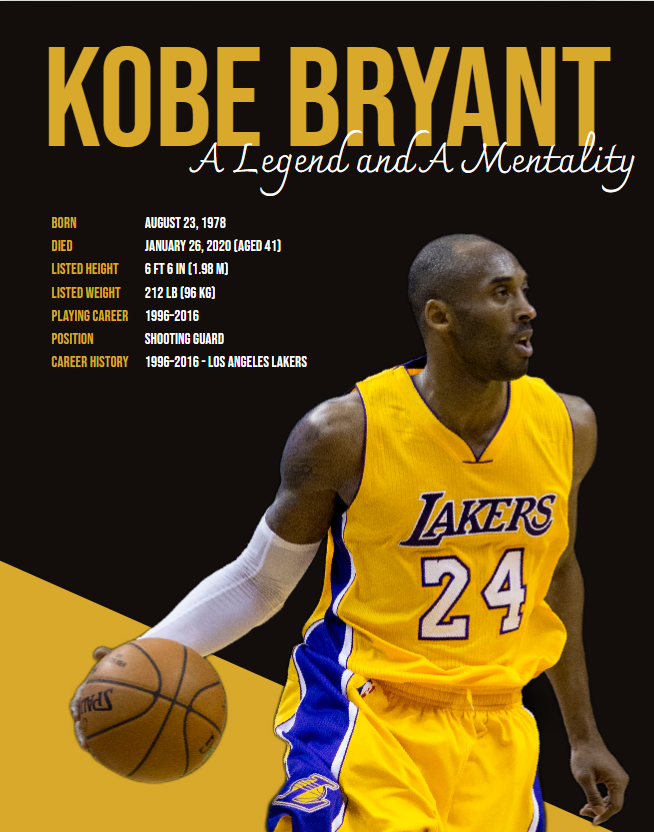 KOBE BRYANT
A Legend and A Mentality
BORN AUGUST 23, 1978
DIED JANUARY 26, 2020 (AGED 41)
LISTED HEIGHT 6 FT 6 IN (1.98 M)
LISTED WEIGHT 212 LB (96 KG)
PLAYING CAREER 1996-2016
POSITION SHOOTING GUARD
CAREER HISTORY 1996-2016 - LOS ANGELES LAKERS
LAKERS
24